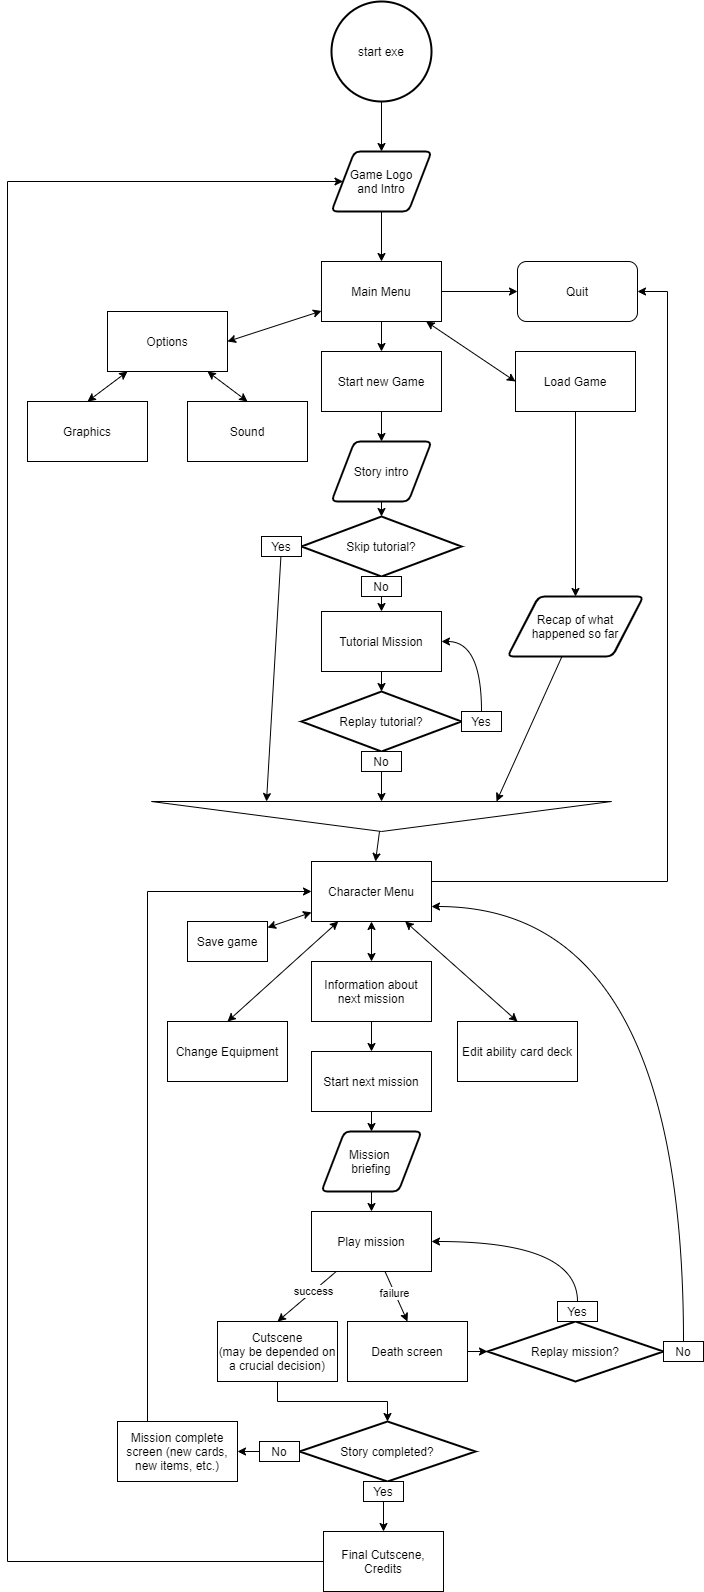 start exe
Game Logo
and Intro
Main Menu
Quit
Options
Start new Game
Load Game
Graphics
Sound
Story intro
Yes
Skip tutorial?
No
Recap of what
happened so far
Tutorial Mission
Replay tutorial?
Yes
No
Character Menu
Save game
Information about
next mission
Change Equipment
Edit ability card deck
Start next mission
Mission
briefing
Play mission
success
failure
Yes
Cutscene
(may be depended on
a crucial decision)
Death screen
Replay mission?
No
Mission complete
screen (new cards,
new items, etc.)
No
Story completed?
Yes
Final Cutscene,
Credits